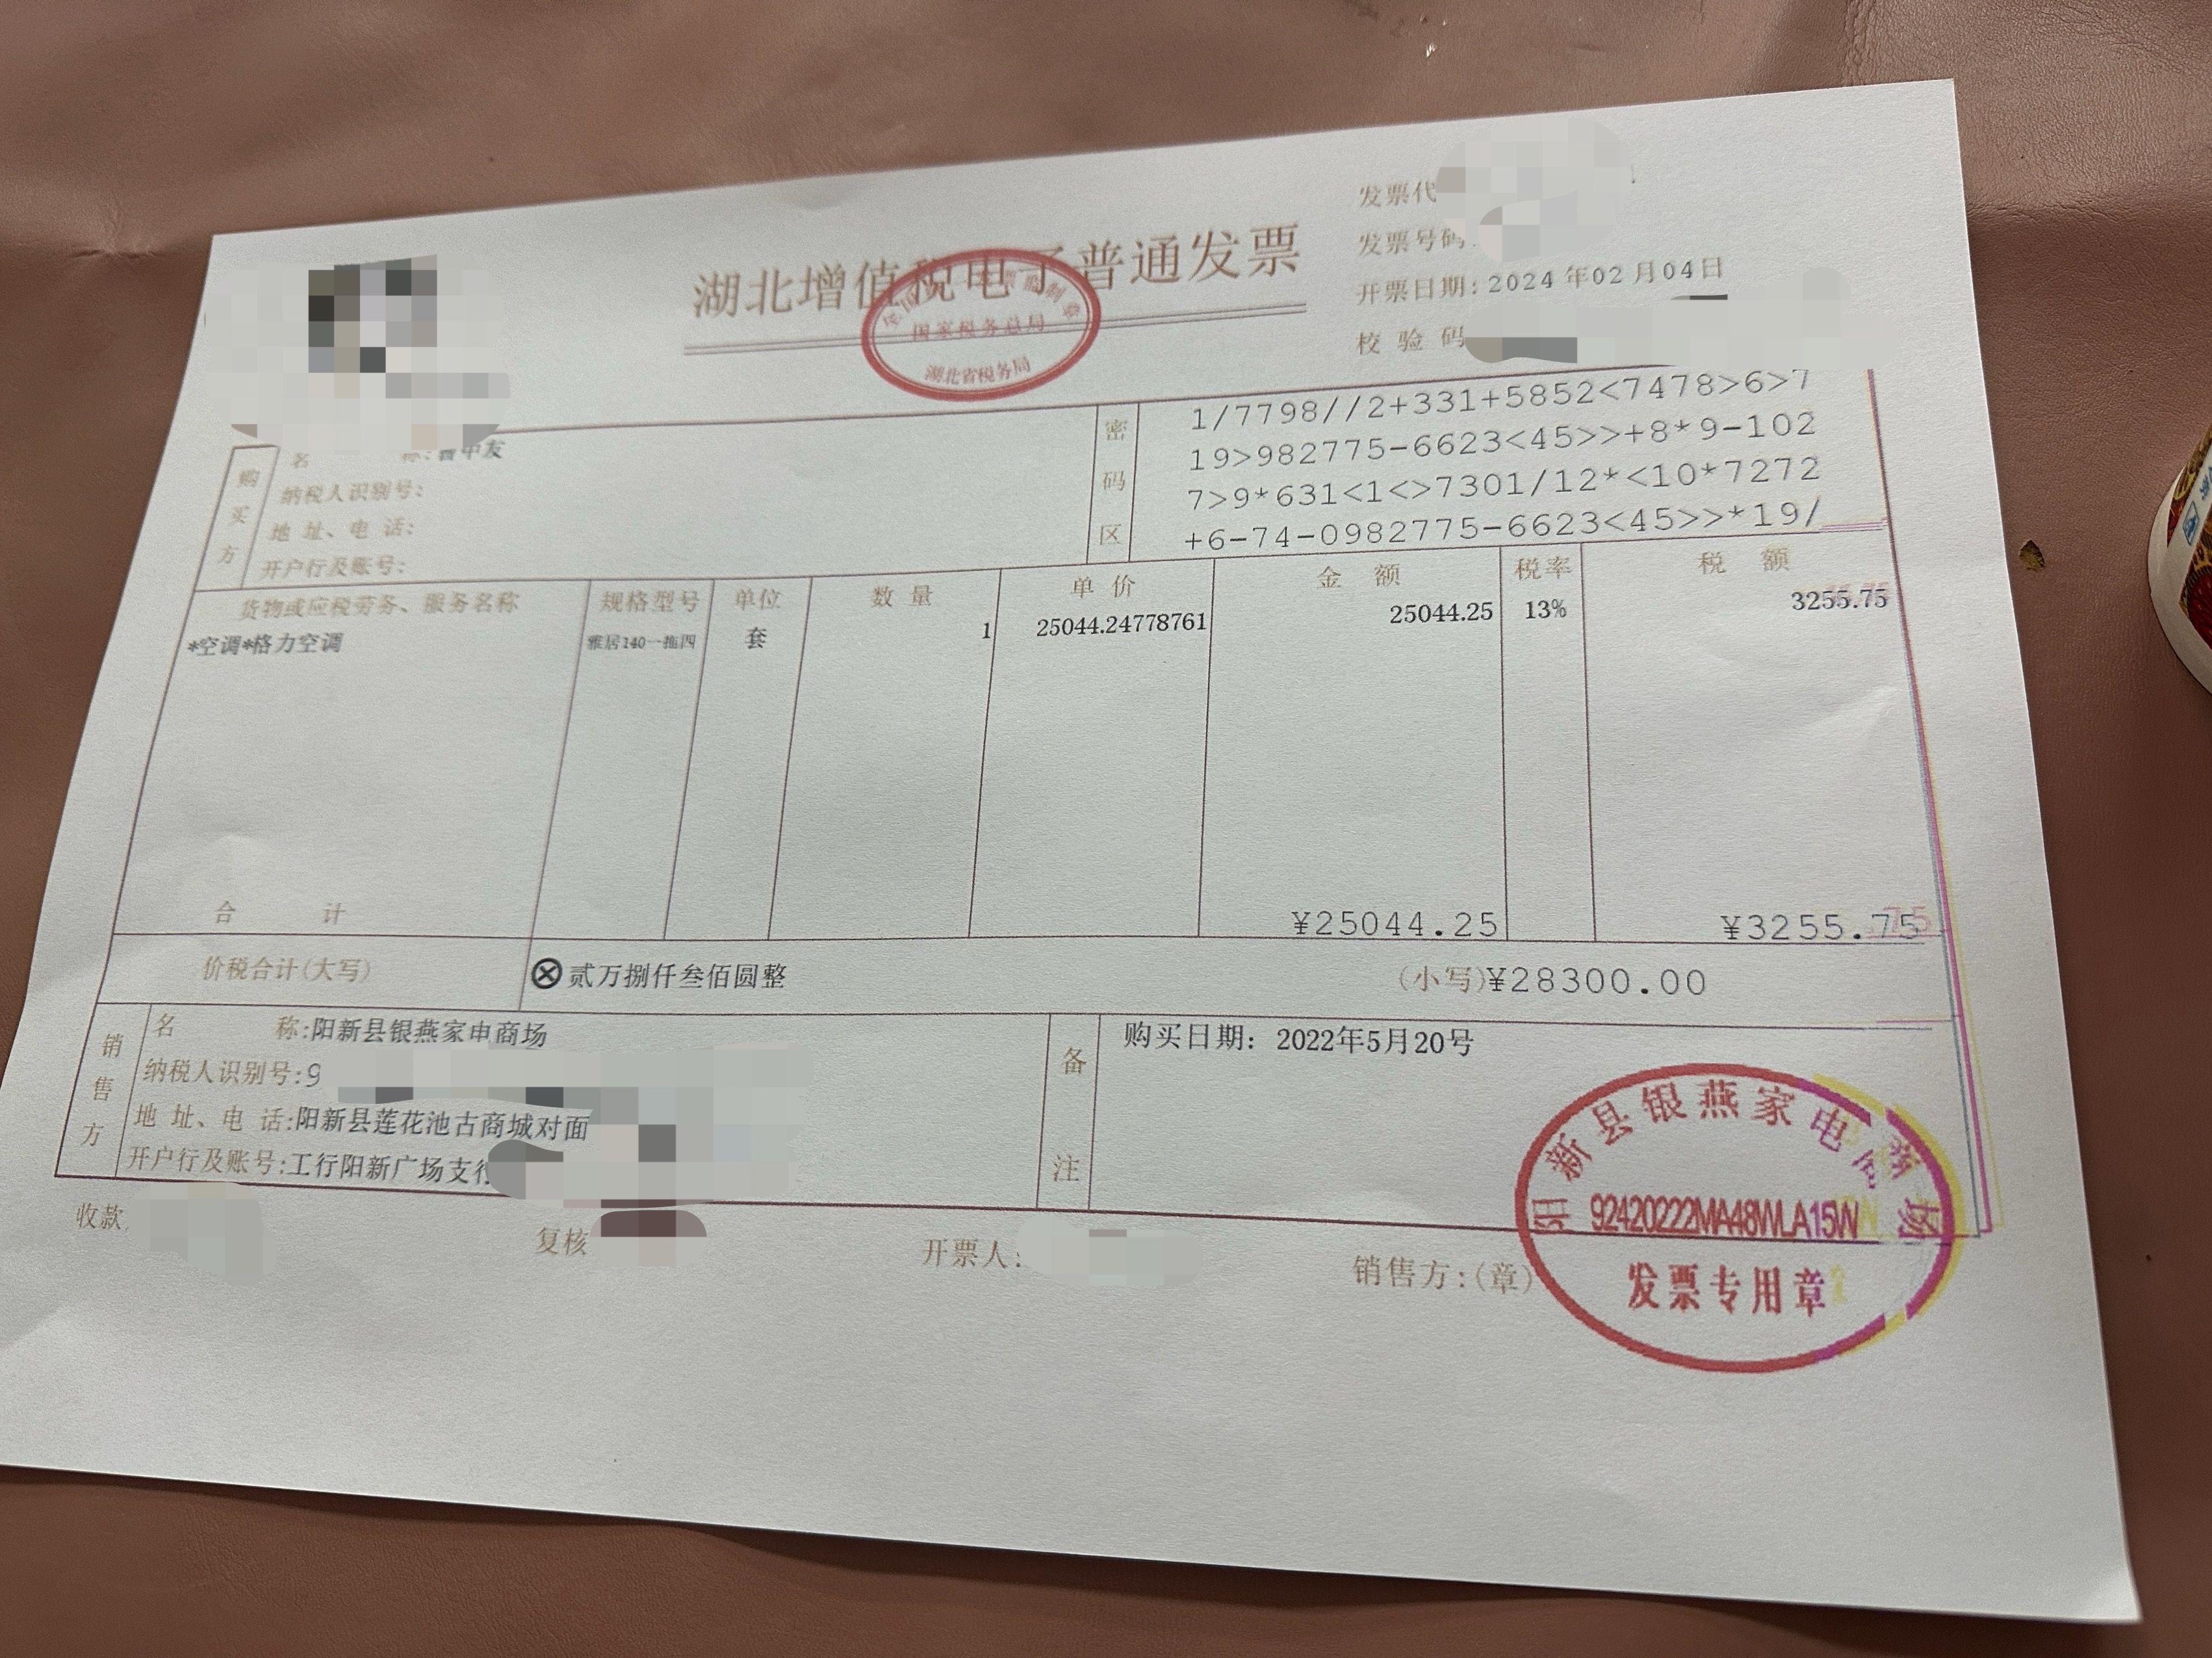 湖北增值税电子普通发票
国家税务总局
湖北省税务局
发票代
发票号码:
开票日期: 2024 年02 月04日
校 验 码
购买方
名 称:
纳税人识别号:
地 址、电 话:
开户行及账号:
密码区
1/7798//2+331+5852<7478>6>7
19>982775-6623<45>>+8*9-102
7>9*631<1<>7301/12*<10*7272
+6-74-0982775-6623<45>>*19/
货物或应税劳务、服务名称 规格型号 单位 数 量 单 价 金 额 税率 税 额
*空调*格力空调 雅居140一拖四 套 1 25044.24778761 25044.25 13% 3255.75
合 计 ¥25044.25 ¥3255.75
价税合计(大写) ⊗贰万捌仟叁佰圆整 (小写)¥28300.00
销售方
名 称:阳新县银燕家电商场
纳税人识别号:9
地 址、电 话:阳新县莲花池古商城对面
开户行及账号:工行阳新广场支行
备注
购买日期: 2022年5月20号
收款
复核
开票人:
销售方:(章)
阳新县银燕家电商场
92420222MA48WLA15W
发票专用章